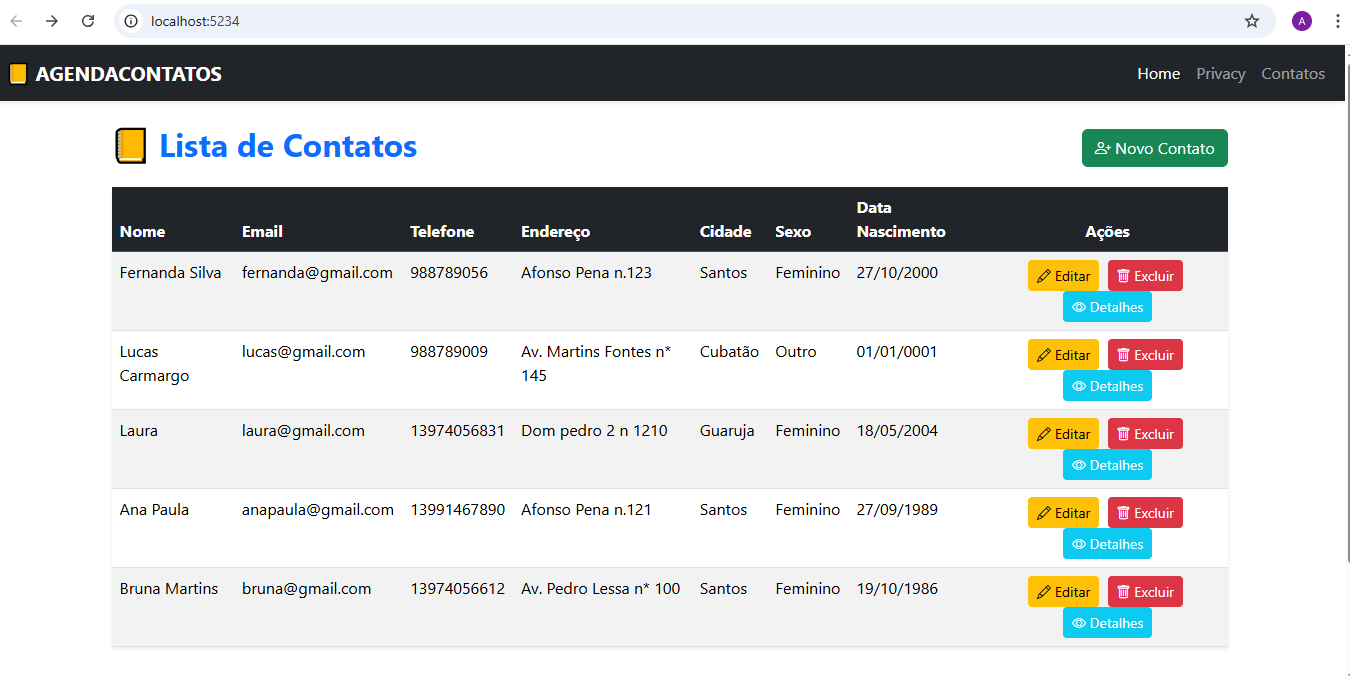 localhost:5234
A
AGENDACONTATOS
Home Privacy Contatos
Lista de Contatos
Novo Contato
Nome Email Telefone Endereço Cidade Sexo Data Nascimento Ações
Fernanda Silva fernanda@gmail.com 988789056 Afonso Pena n.123 Santos Feminino 27/10/2000 Editar Excluir
Detalhes
Lucas lucas@gmail.com 988789009 Av. Martins Fontes n* Cubatão Outro 01/01/0001 Editar Excluir
Carmargo 145 Detalhes
Laura laura@gmail.com 13974056831 Dom pedro 2 n 1210 Guaruja Feminino 18/05/2004 Editar Excluir
Detalhes
Ana Paula anapaula@gmail.com 13991467890 Afonso Pena n.121 Santos Feminino 27/09/1989 Editar Excluir
Detalhes
Bruna Martins bruna@gmail.com 13974056612 Av. Pedro Lessa n* 100 Santos Feminino 19/10/1986 Editar Excluir
Detalhes